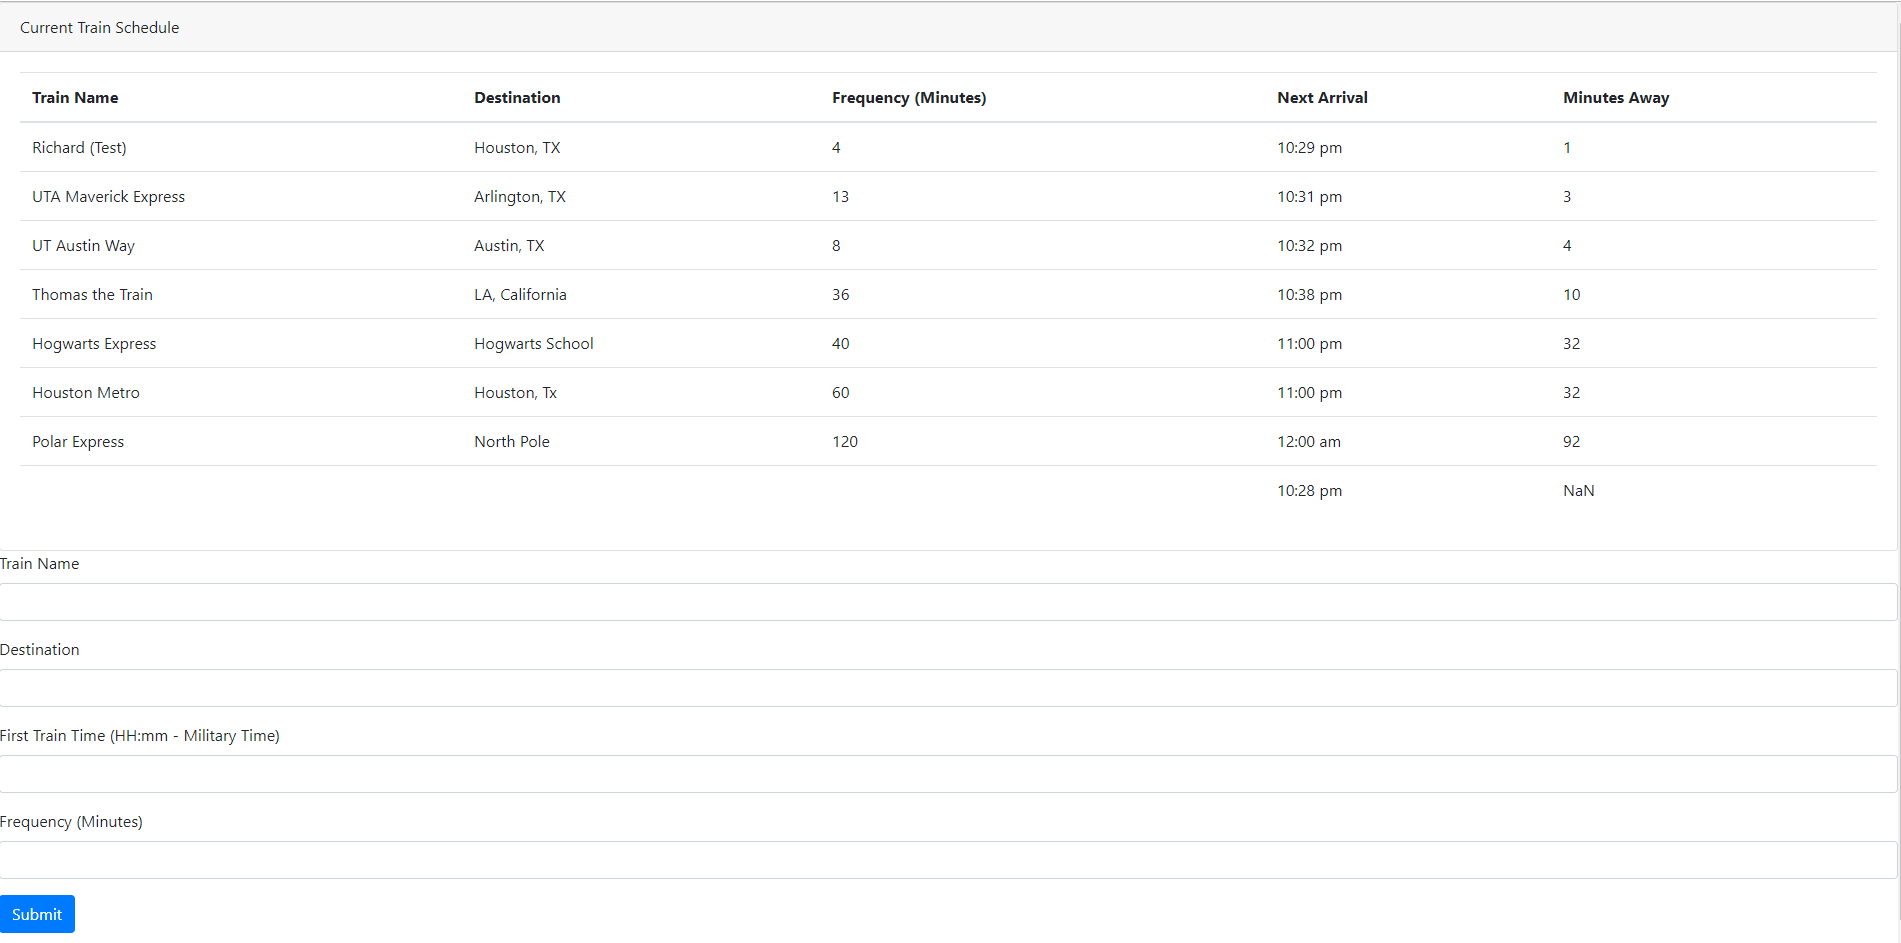 Current Train Schedule
Train Name Destination Frequency (Minutes) Next Arrival Minutes Away
Richard (Test) Houston, TX 4 10:29 pm 1
UTA Maverick Express Arlington, TX 13 10:31 pm 3
UT Austin Way Austin, TX 8 10:32 pm 4
Thomas the Train LA, California 36 10:38 pm 10
Hogwarts Express Hogwarts School 40 11:00 pm 32
Houston Metro Houston, Tx 60 11:00 pm 32
Polar Express North Pole 120 12:00 am 92
10:28 pm NaN
Train Name
Destination
First Train Time (HH:mm - Military Time)
Frequency (Minutes)
Submit